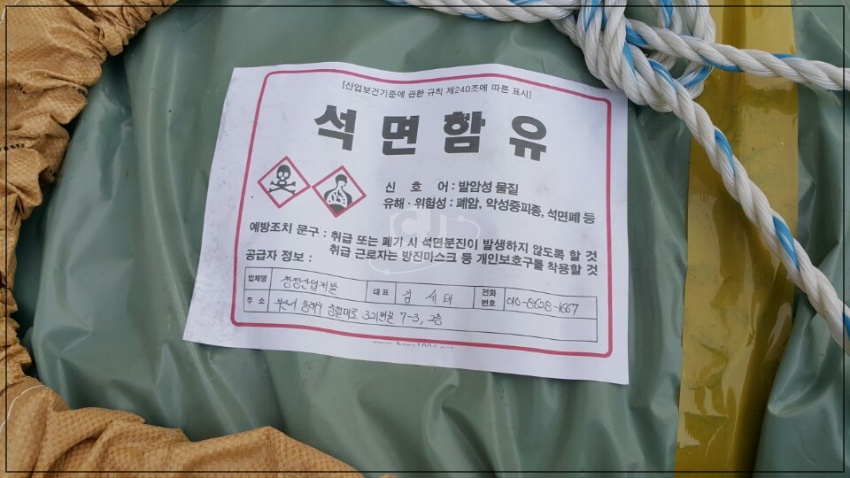 [산업보건기준에 관한 규칙 제240조에 따른 표시]
석면함유
신 호 어 : 발암성 물질
유해·위험성 : 폐암, 악성중피종, 석면폐 등
예방조치 문구 : 취급 또는 폐기 시 석면분진이 발생하지 않도록 할 것
취급 근로자는 방진마스크 등 개인보호구를 착용할 것
공급자 정보 :
업체명 대표 김 전화번호
주 소 7-3, 2층